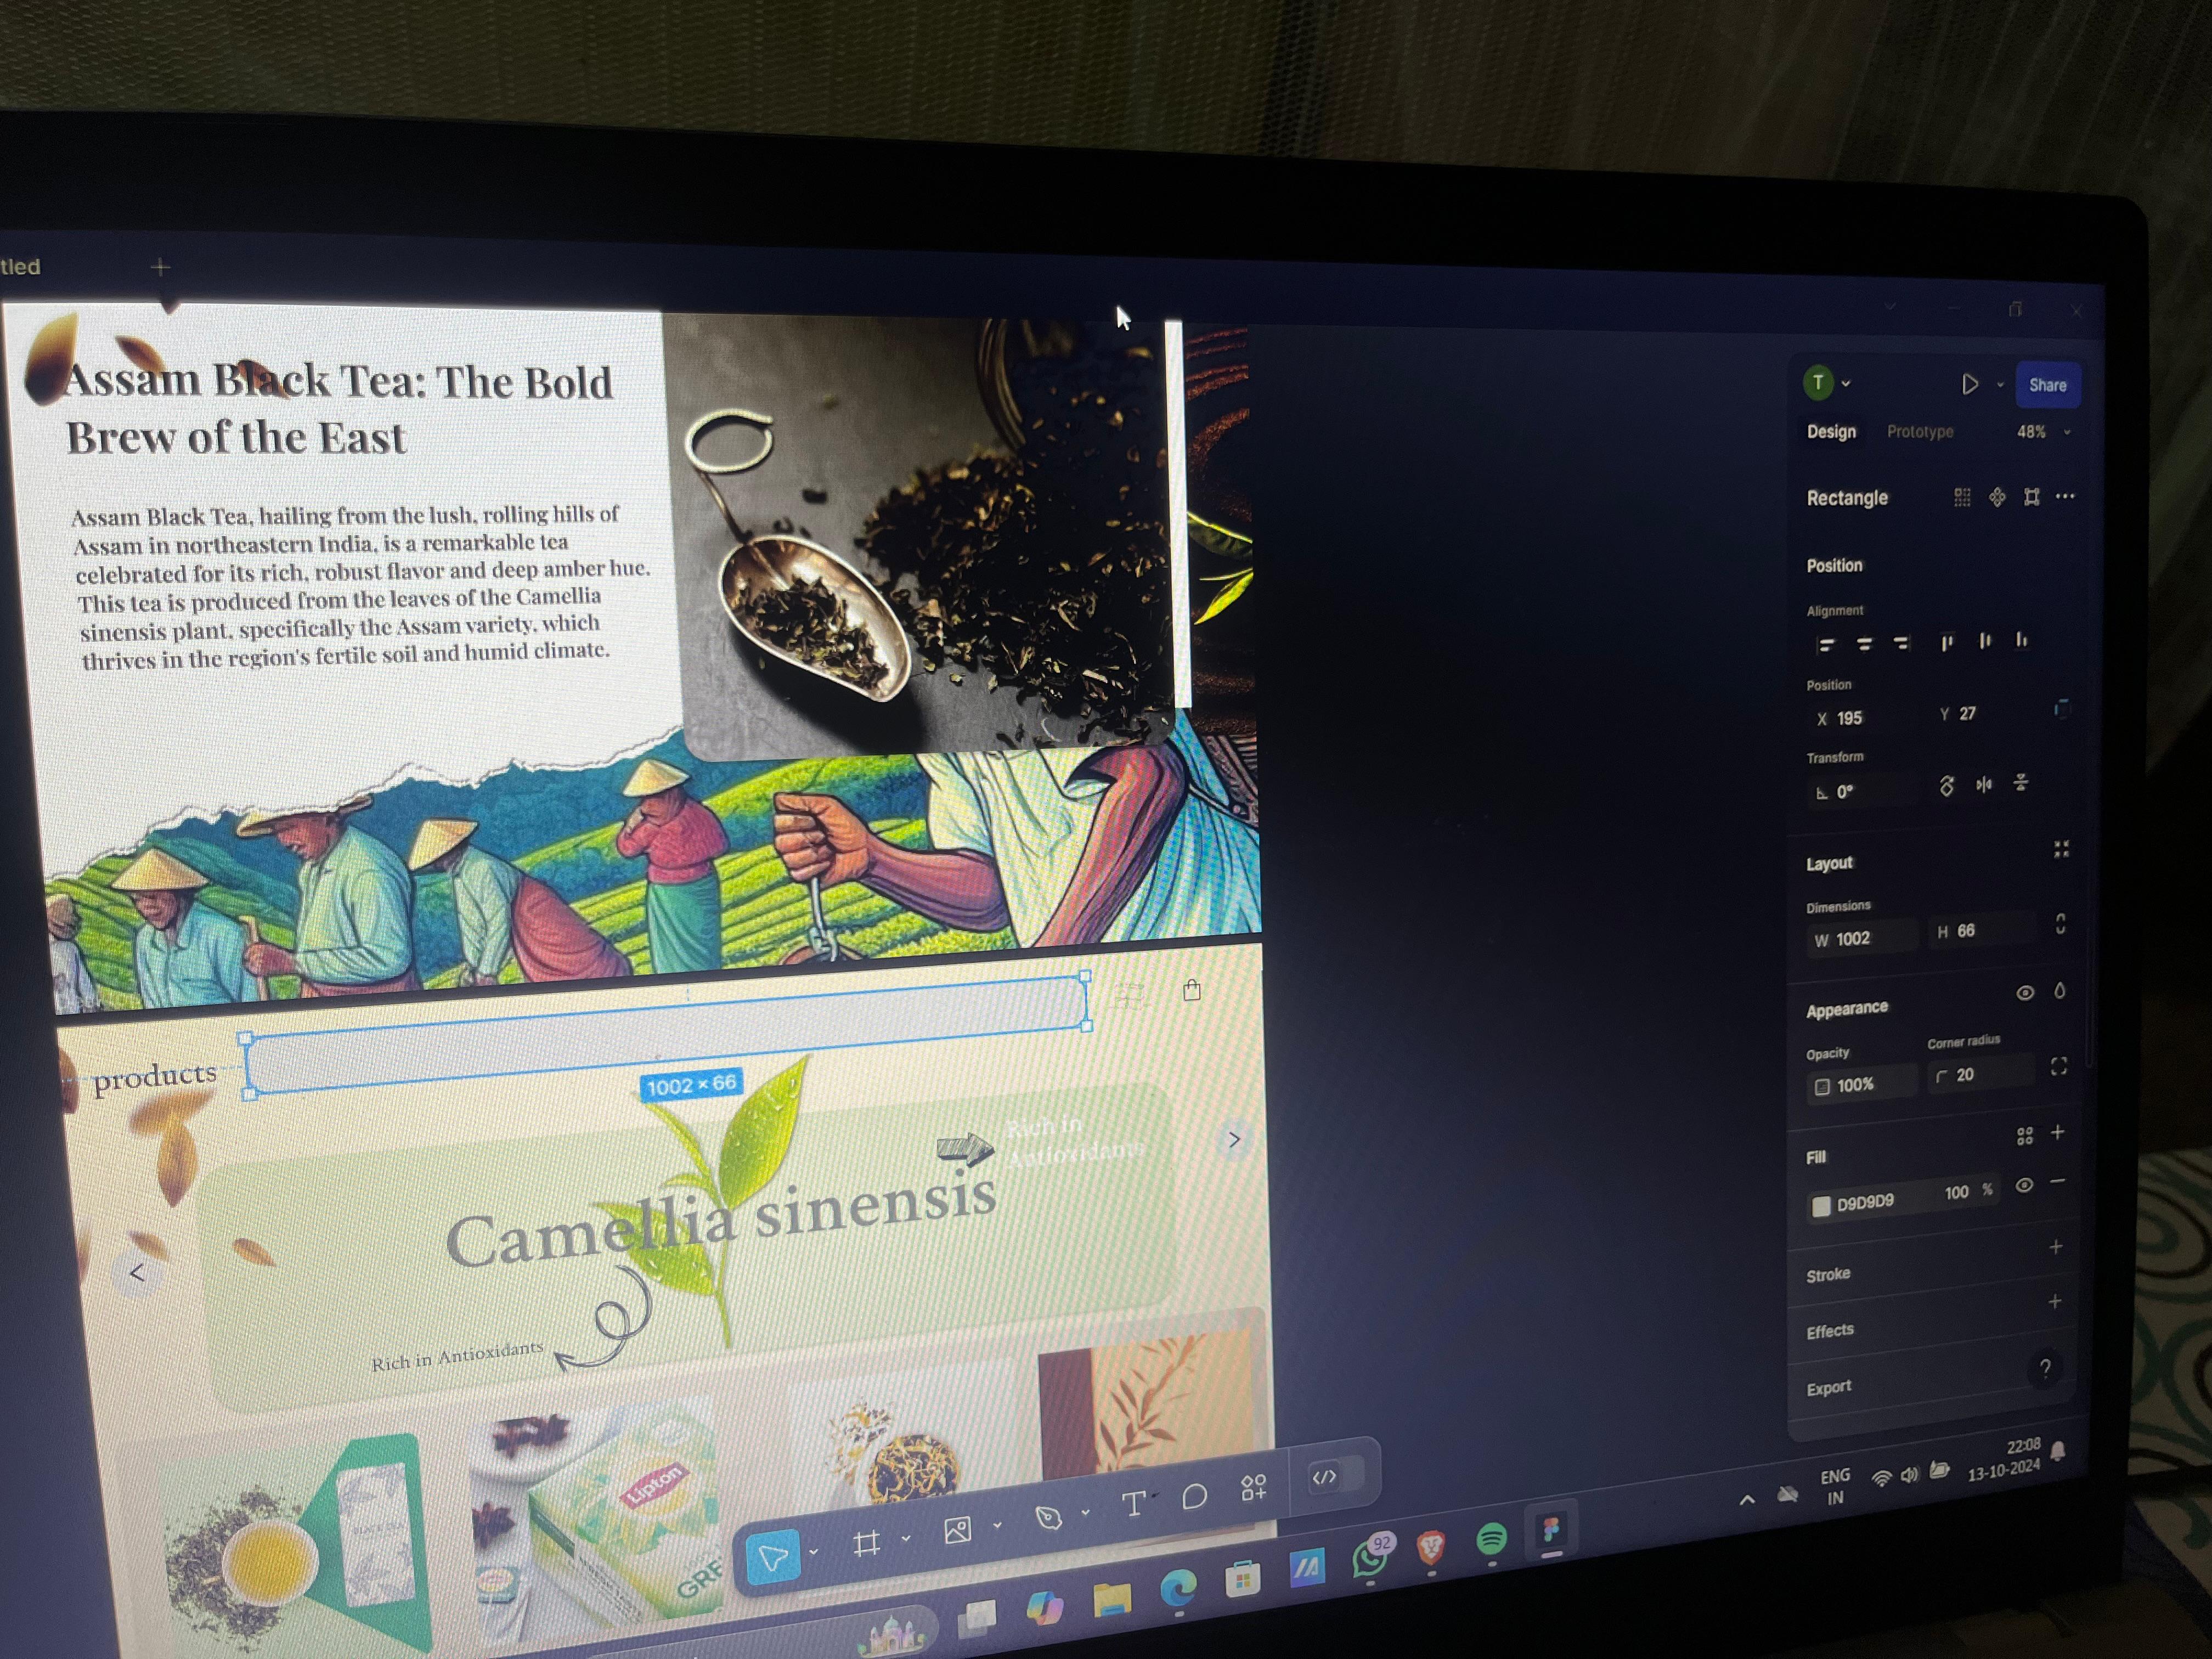 tled
Assam Black Tea: The Bold
Brew of the East
Assam Black Tea, hailing from the lush, rolling hills of
Assam in northeastern India, is a remarkable tea
celebrated for its rich, robust flavor and deep amber hue.
This tea is produced from the leaves of the Camellia
sinensis plant, specifically the Assam variety, which
thrives in the region's fertile soil and humid climate.
products
1002 × 66
Rich in
Antioxidants
Camellia sinensis
Rich in Antioxidants
Lipton
GRE
T
Share
Design Prototype 48%
Rectangle
Position
Alignment
Position
X 195 Y 27
Transform
0°
Layout
Dimensions
W 1002 H 66
Appearance
Opacity Corner radius
100% 20
Fill
D9D9D9 100 %
Stroke
Effects
Export
?
92
ENG
IN
22:08
13-10-2024